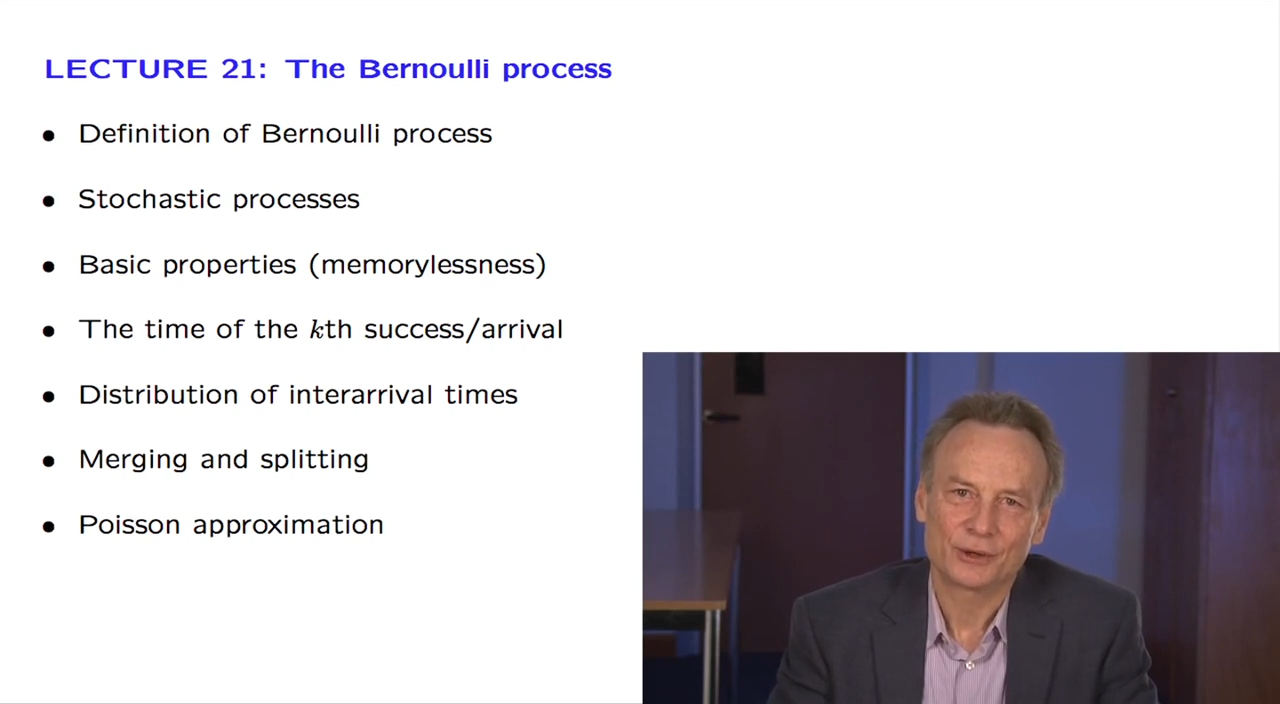 LECTURE 21: The Bernoulli process
• Definition of Bernoulli process
• Stochastic processes
• Basic properties (memorylessness)
• The time of the kth success/arrival
• Distribution of interarrival times
• Merging and splitting
• Poisson approximation